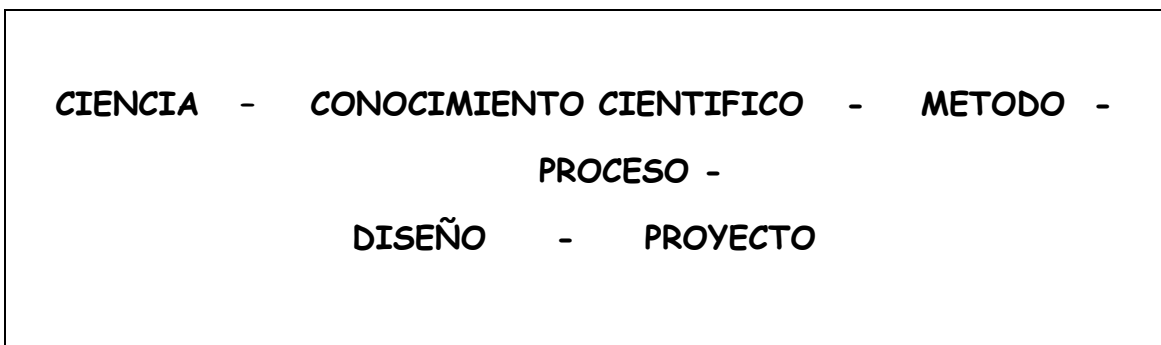 CIENCIA - CONOCIMIENTO CIENTIFICO - METODO -
PROCESO -
DISEÑO - PROYECTO